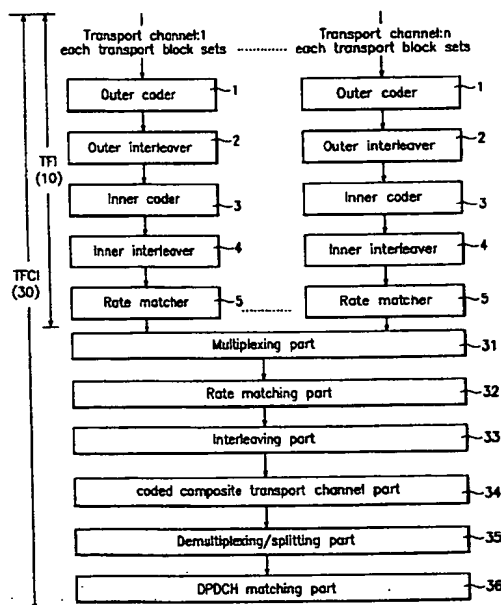 Transport channel:1
each transport block sets
Transport channel:n
each transport block sets
TFI
(10)
TFCI
(30)
Outer coder 1
Outer coder 1
Outer interleaver 2
Outer interleaver 2
Inner coder 3
Inner coder 3
Inner interleaver 4
Inner interleaver 4
Rate matcher 5
Rate matcher 5
Multiplexing part 31
Rate matching part 32
Interleaving part 33
coded composite transport channel part 34
Demultiplexing/splitting part 35
DPDCH matching part 36